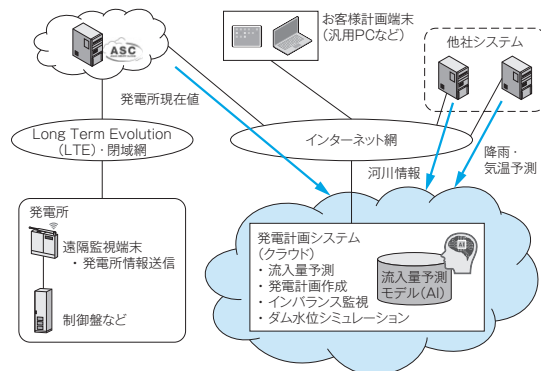 ASC
お客様計画端末
(汎用PCなど)
他社システム
発電所現在値
Long Term Evolution
(LTE)・閉域網
インターネット網
河川情報
降雨・
気温予測
発電所
遠隔監視端末
・発電所情報送信
制御盤など
発電計画システム
(クラウド)
・流入量予測
・発電計画作成
・インバランス監視
・ダム水位シミュレーション
AI
流入量予測
モデル(AI)